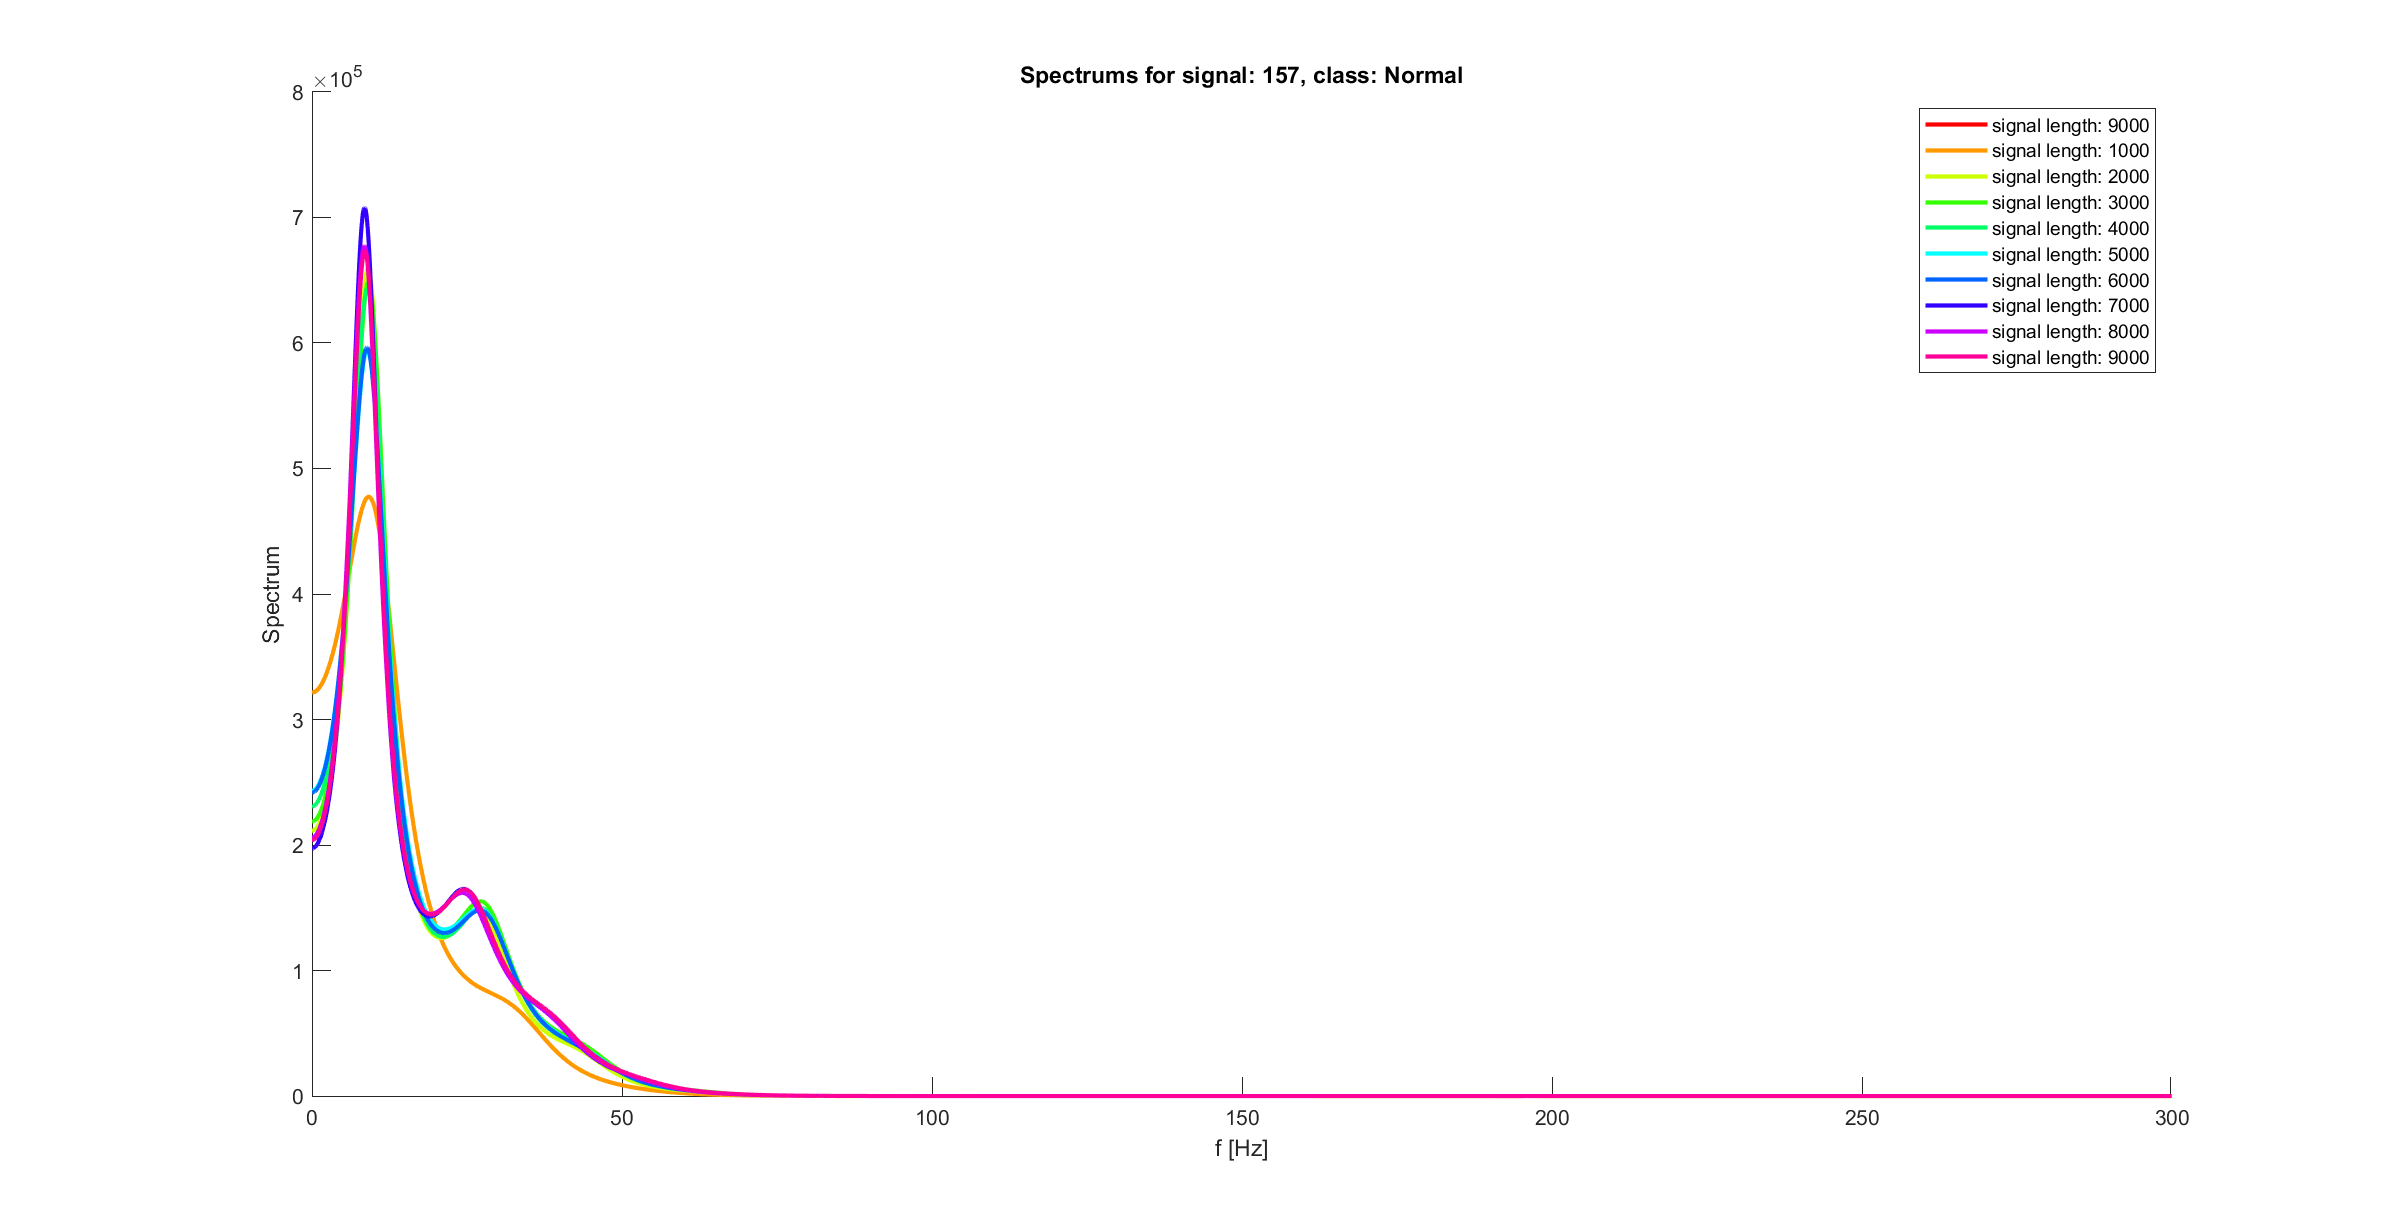 Spectrums for signal: 157, class: Normal
×10^5
8
7
6
5
4
3
2
1
0
Spectrum
0 50 100 150 200 250 300
f [Hz]
signal length: 9000
signal length: 1000
signal length: 2000
signal length: 3000
signal length: 4000
signal length: 5000
signal length: 6000
signal length: 7000
signal length: 8000
signal length: 9000